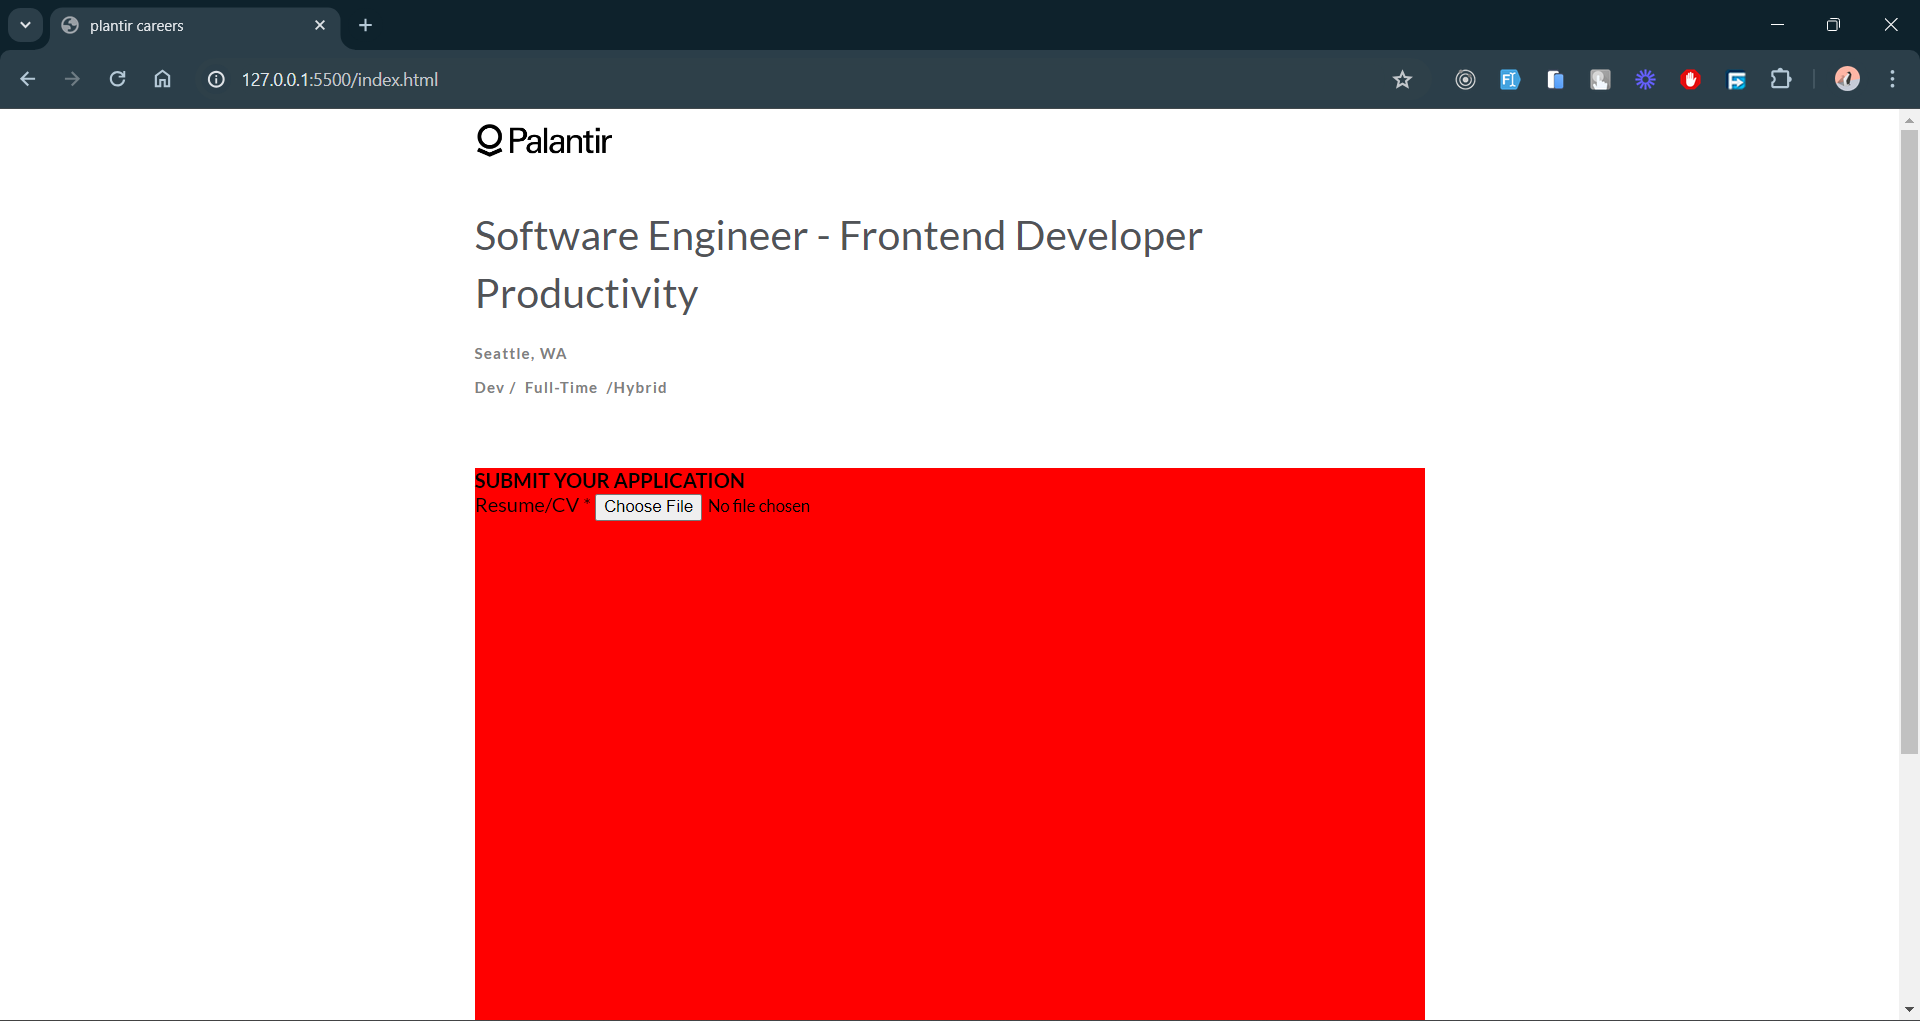 plantir careers
127.0.0.1:5500/index.html
Palantir
Software Engineer - Frontend Developer
Productivity
Seattle, WA
Dev / Full-Time /Hybrid
SUBMIT YOUR APPLICATION
Resume/CV * Choose File No file chosen